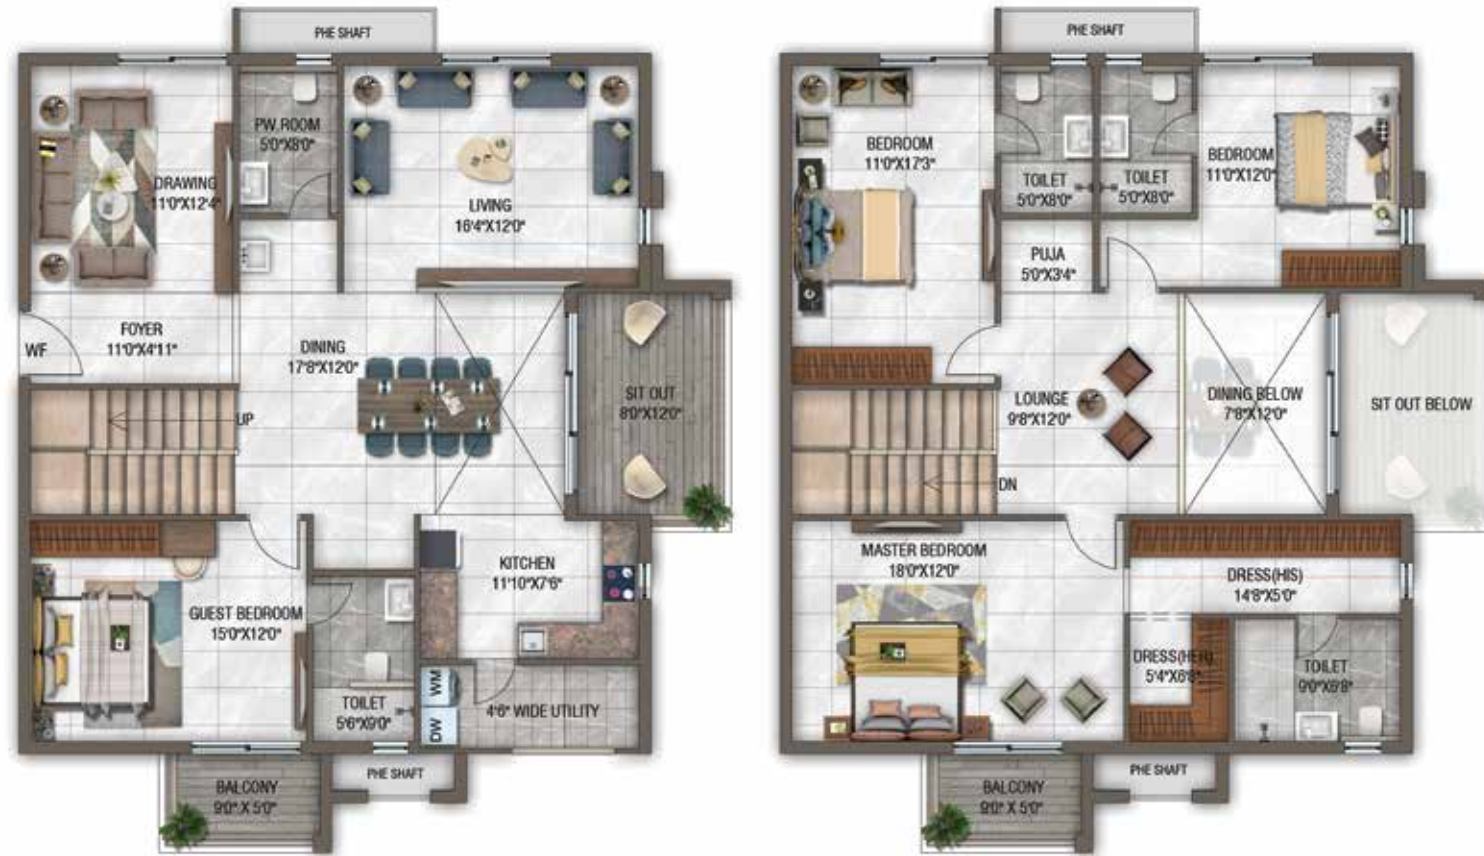 PHE SHAFT
PW.ROOM
5'0"X8'0"
DRAWING
11'0"X12'4"
LIVING
16'4"X12'0"
FOYER
11'0"X4'11"
WF
DINING
17'8"X12'0"
SIT OUT
8'0"X12'0"
UP
KITCHEN
11'10"X7'6"
GUEST BEDROOM
15'0"X12'0"
TOILET
5'6"X9'0"
WM
DW
4'6" WIDE UTILITY
PHE SHAFT
BALCONY
9'0" X 5'0"
PHE SHAFT
BEDROOM
11'0"X17'3"
TOILET
5'0"X8'0"
TOILET
5'0"X8'0"
BEDROOM
11'0"X12'0"
PUJA
5'0"X3'4"
LOUNGE
9'8"X12'0"
DINING BELOW
7'8"X12'0"
SIT OUT BELOW
DN
MASTER BEDROOM
18'0"X12'0"
DRESS(HIS)
14'8"X5'0"
DRESS(HER)
5'4"X6'8"
TOILET
9'0"X6'8"
PHE SHAFT
BALCONY
9'0" X 5'0"